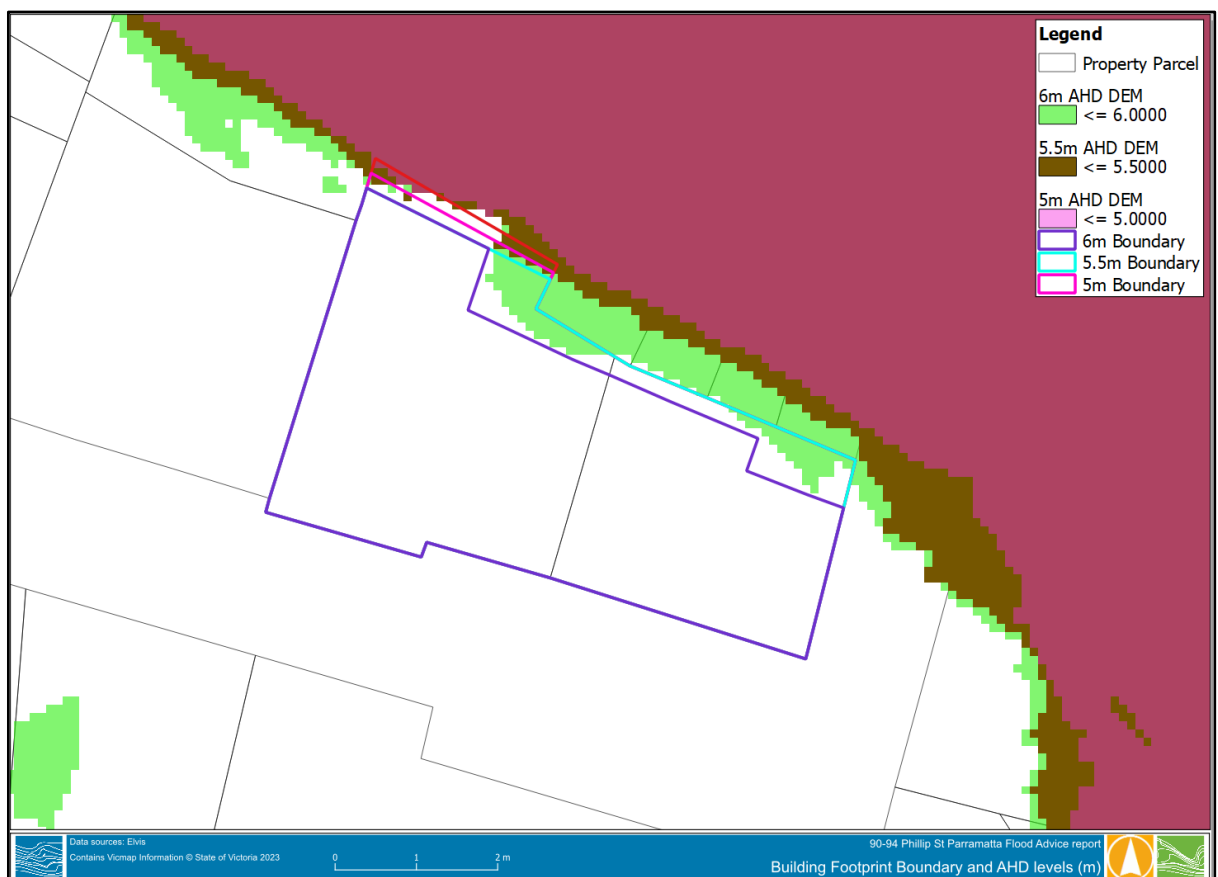 Legend
Property Parcel
6m AHD DEM
<= 6.0000
5.5m AHD DEM
<= 5.5000
5m AHD DEM
<= 5.0000
6m Boundary
5.5m Boundary
5m Boundary
Data sources: Elvis
Contains Vicmap Information © State of Victoria 2023
0 1 2 m
90-94 Phillip St Parramatta Flood Advice report
Building Footprint Boundary and AHD levels (m)